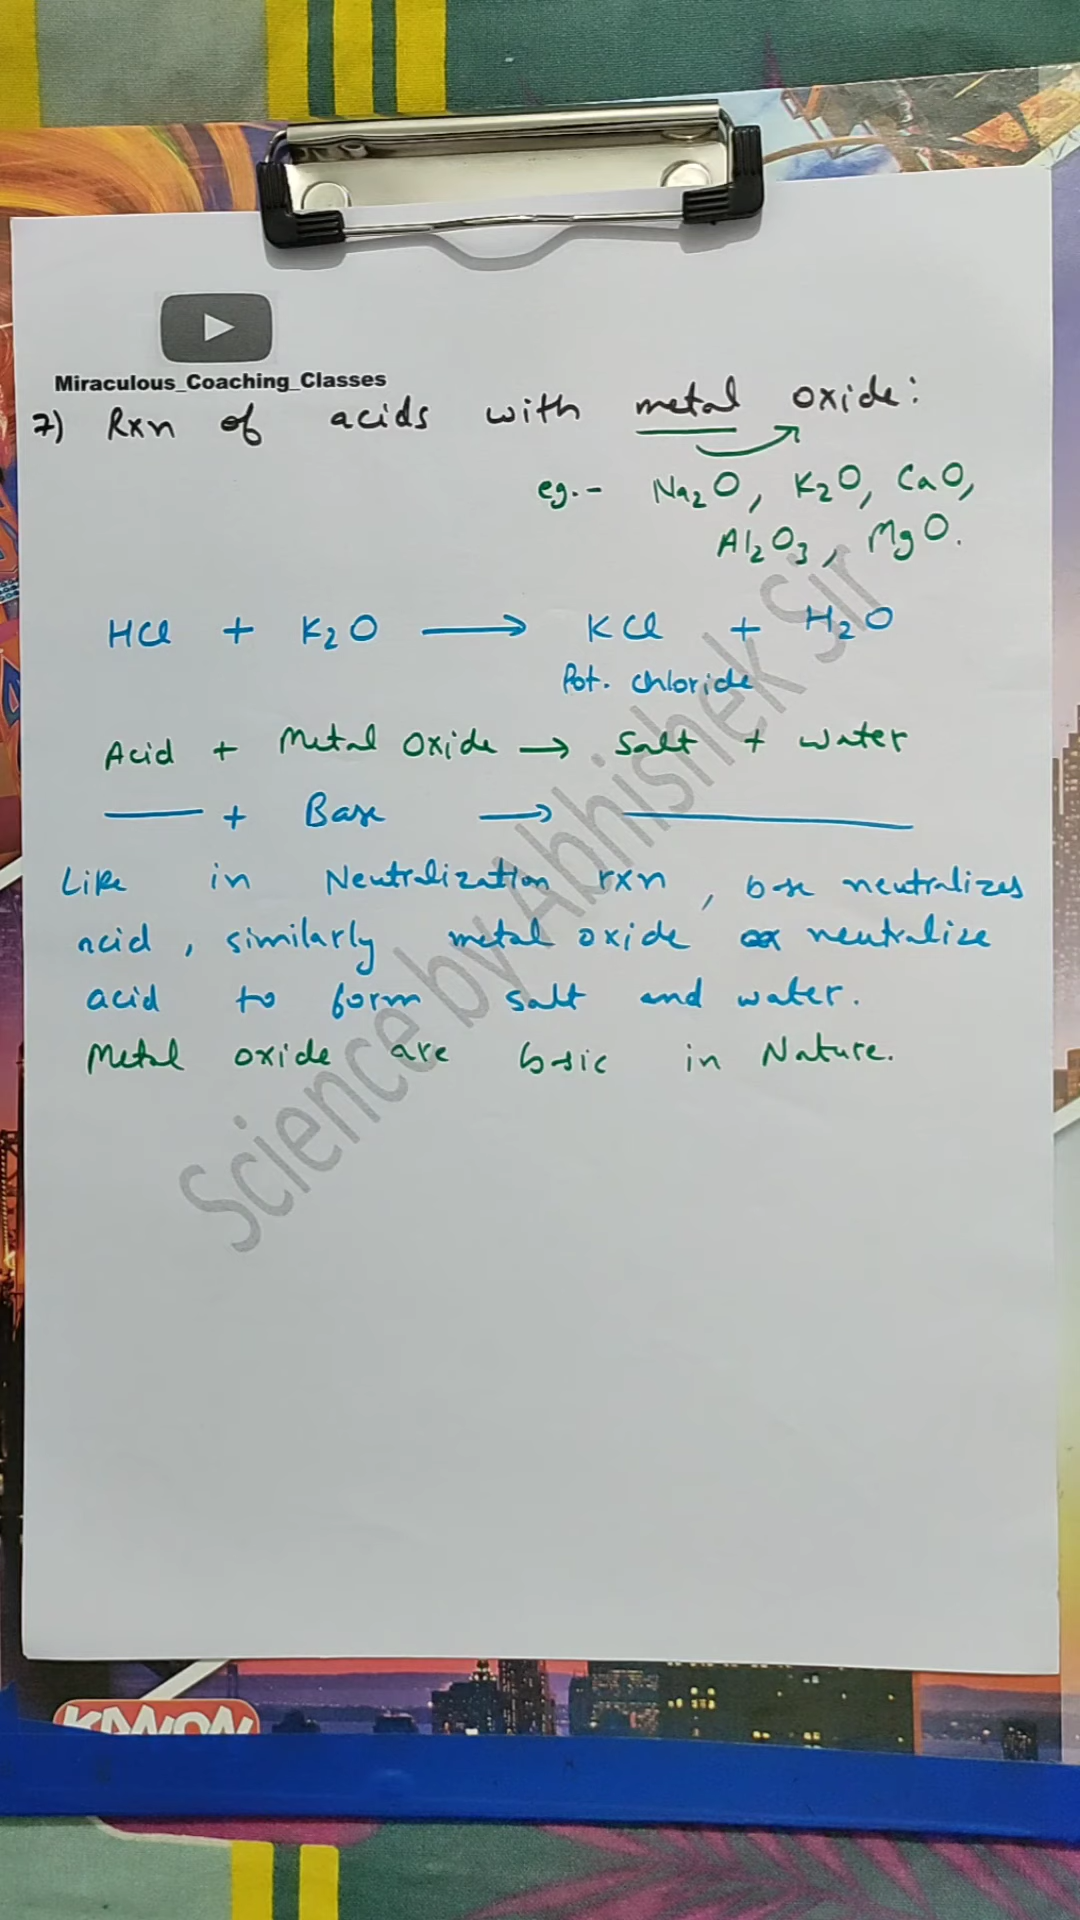 Miraculous_Coaching_Classes
7) Rxn of acids with metal oxide:
eg.- Na₂O, K₂O, CaO,
Al₂O₃, MgO.
HCl + K₂O ⟶ KCl + H₂O
Pot. chloride
Acid + Metal Oxide → Salt + water
—— + Base → ————
Like in Neutralization rxn, base neutralizes
acid, similarly metal oxide neutralize
acid to form salt and water.
Metal oxide are basic in Nature.
Science by Abhishek Sir
KIWON